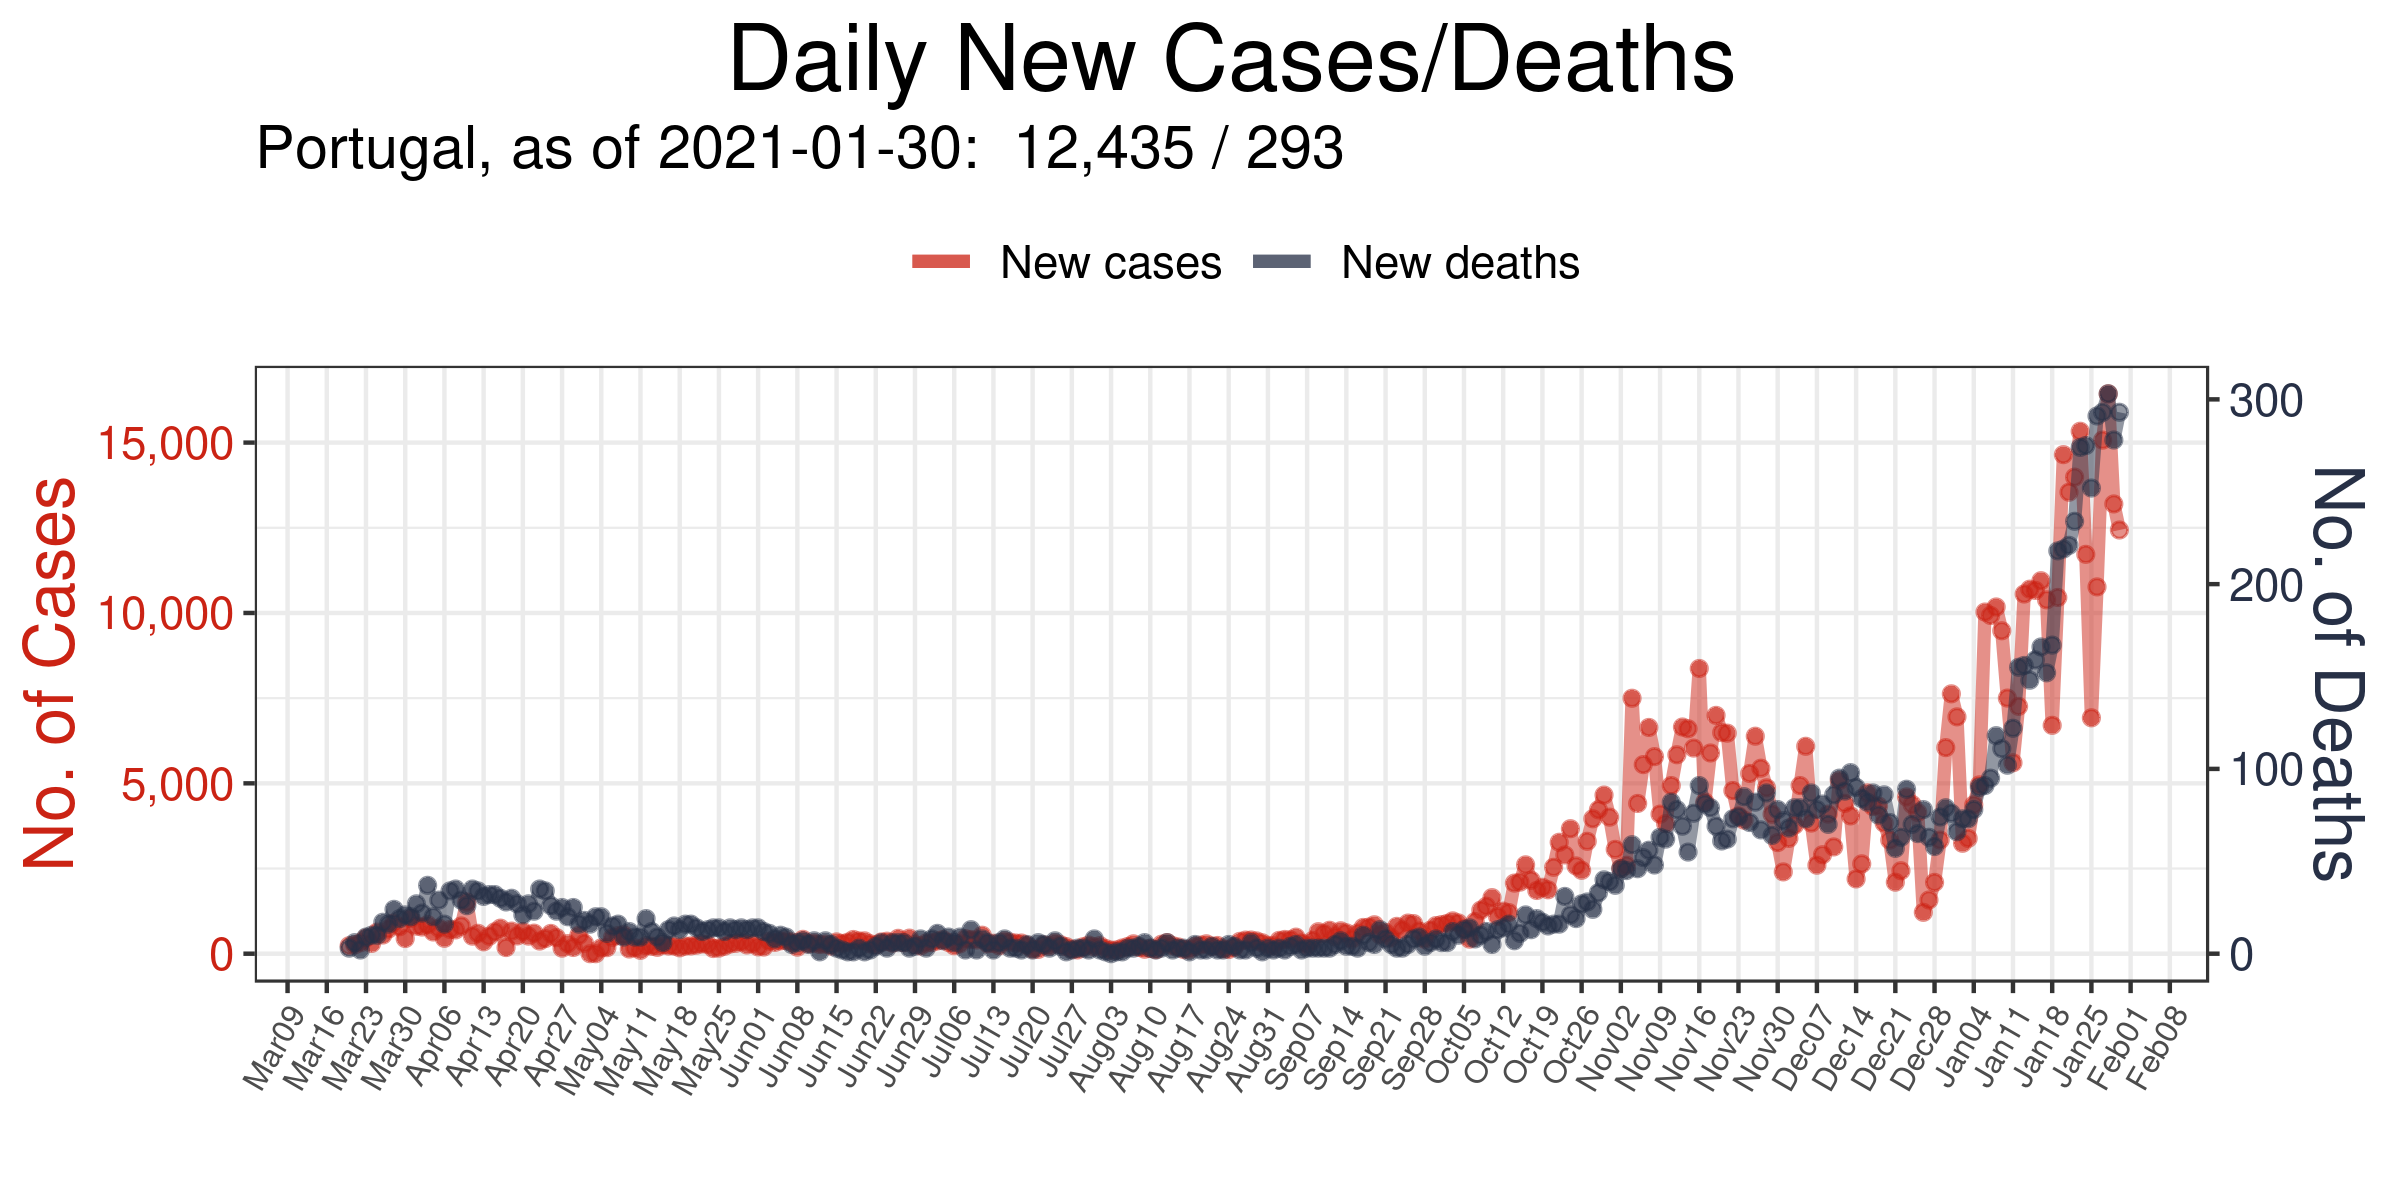 Daily New Cases/Deaths
Portugal, as of 2021-01-30:  12,435 / 293
New cases
New deaths
No. of Cases
15,000
10,000
5,000
0
300
200
100
0
No. of Deaths
Mar09
Mar16
Mar23
Mar30
Apr06
Apr13
Apr20
Apr27
May04
May11
May18
May25
Jun01
Jun08
Jun15
Jun22
Jun29
Jul06
Jul13
Jul20
Jul27
Aug03
Aug10
Aug17
Aug24
Aug31
Sep07
Sep14
Sep21
Sep28
Oct05
Oct12
Oct19
Oct26
Nov02
Nov09
Nov16
Nov23
Nov30
Dec07
Dec14
Dec21
Dec28
Jan04
Jan11
Jan18
Jan25
Feb01
Feb08